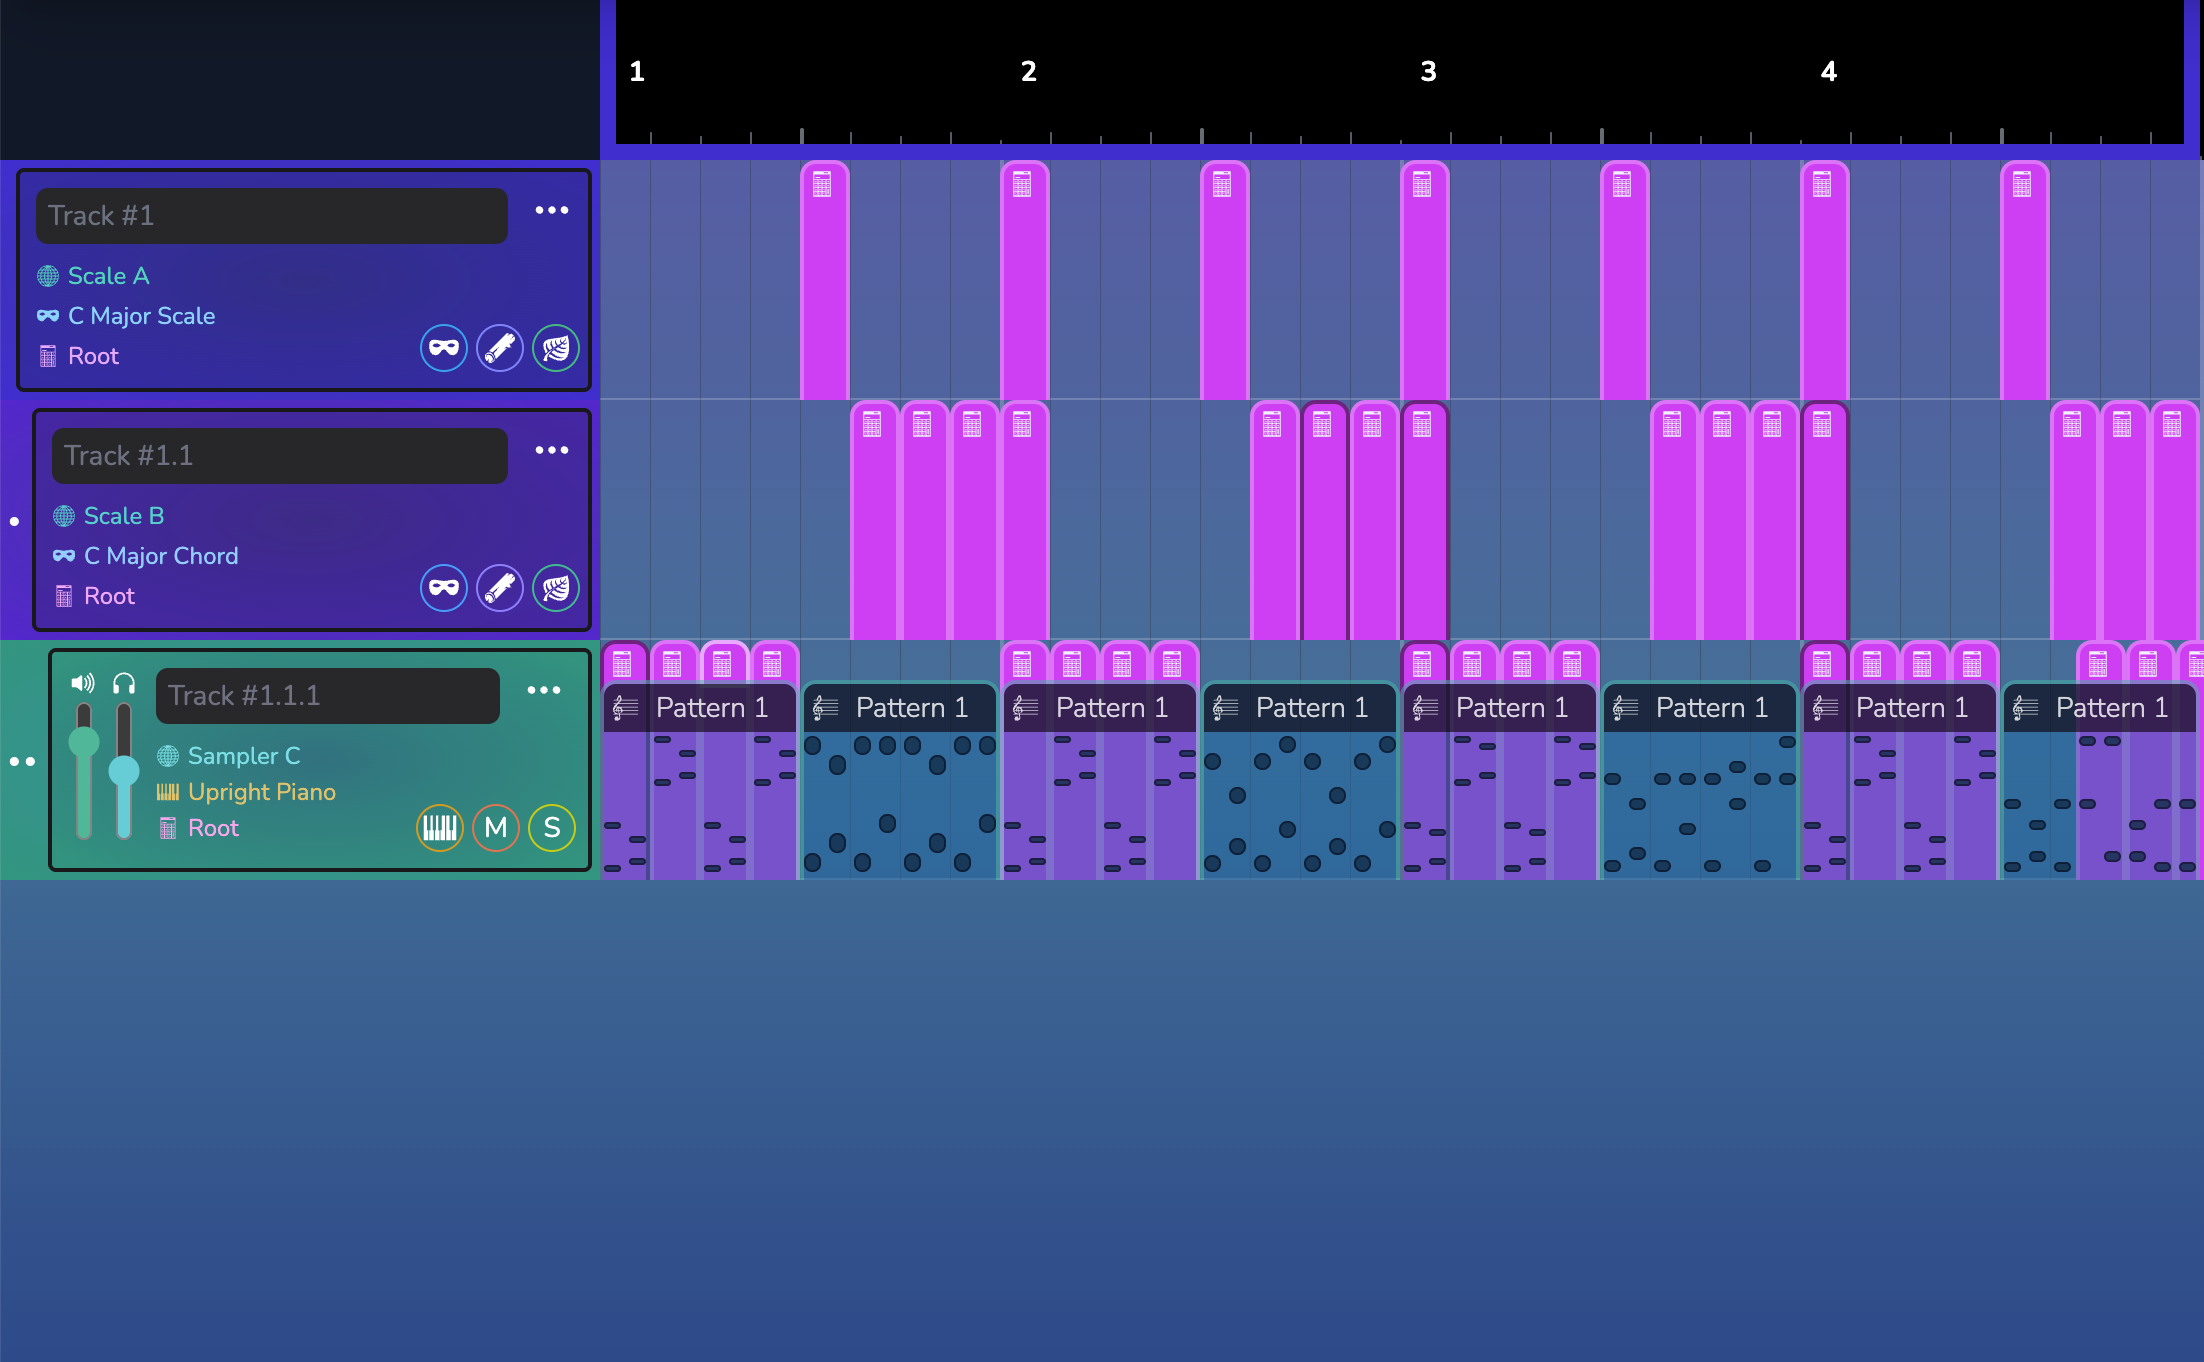 1 2 3 4
Track #1
Scale A
C Major Scale
Root
Track #1.1
Scale B
C Major Chord
Root
Track #1.1.1
Sampler C
Upright Piano
Root
M S
Pattern 1 Pattern 1 Pattern 1 Pattern 1 Pattern 1 Pattern 1 Pattern 1 Pattern 1